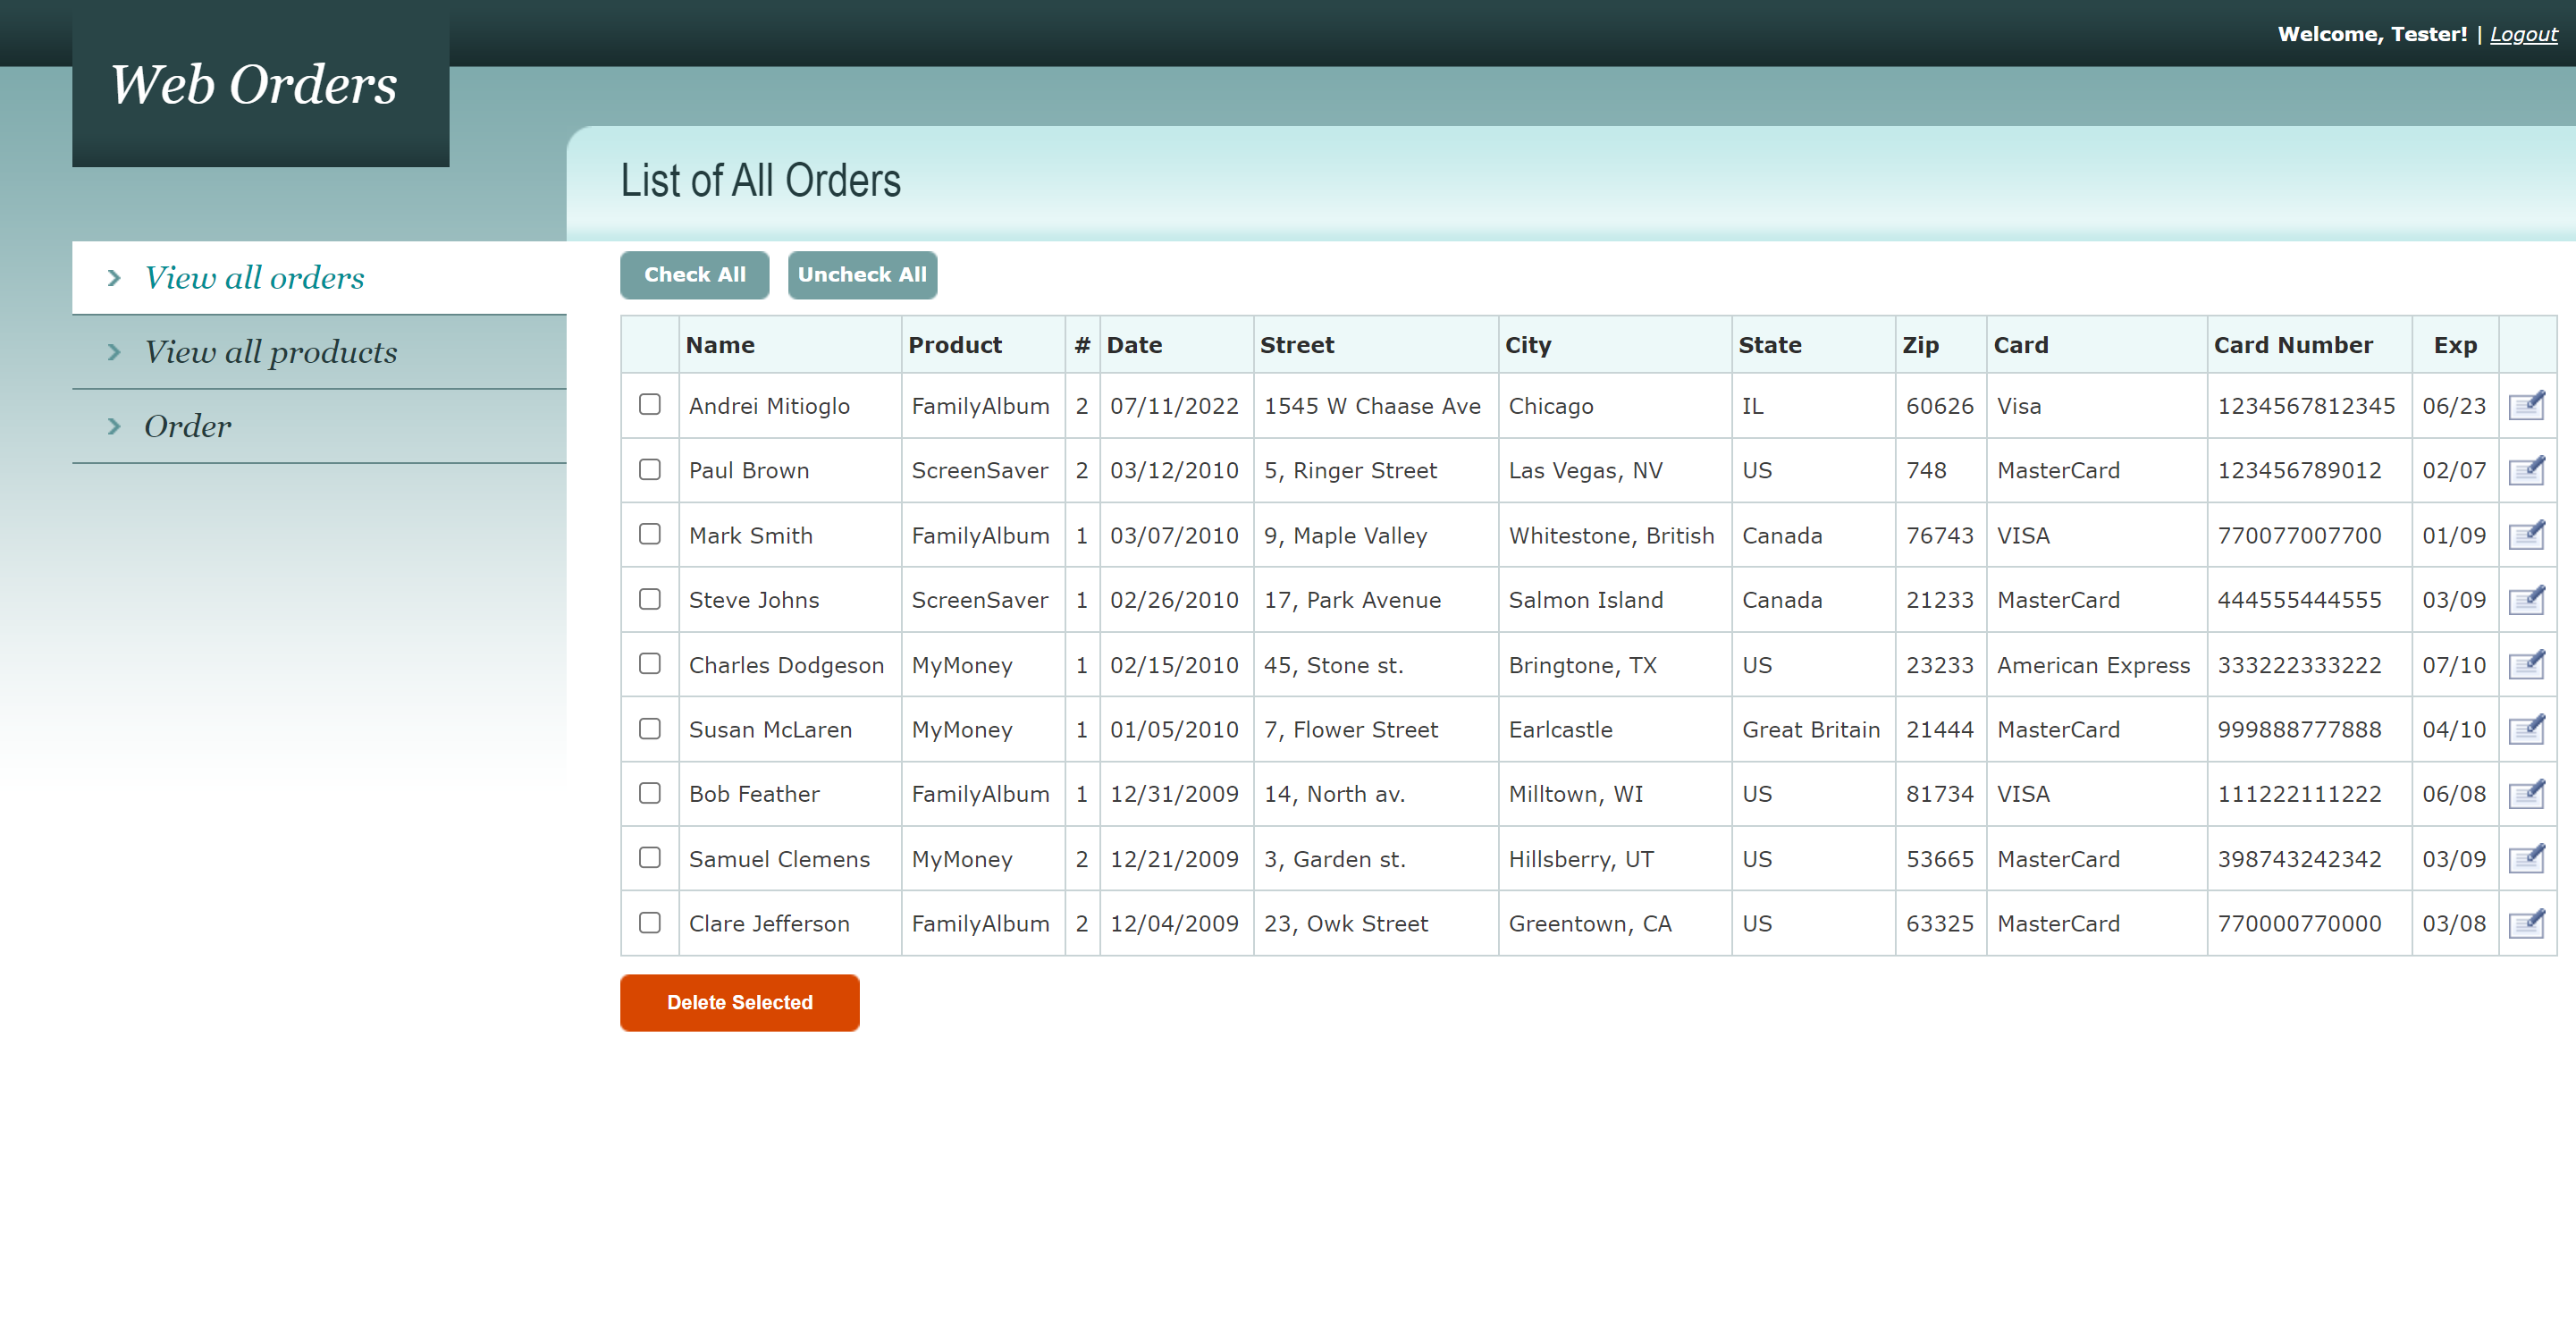 Welcome, Tester! | Logout
Web Orders
List of All Orders
View all orders
View all products
Order
Check All Uncheck All
Name Product # Date Street City State Zip Card Card Number Exp
Andrei Mitioglo FamilyAlbum 2 07/11/2022 1545 W Chaase Ave Chicago IL 60626 Visa 1234567812345 06/23
Paul Brown ScreenSaver 2 03/12/2010 5, Ringer Street Las Vegas, NV US 748 MasterCard 123456789012 02/07
Mark Smith FamilyAlbum 1 03/07/2010 9, Maple Valley Whitestone, British Canada 76743 VISA 770077007700 01/09
Steve Johns ScreenSaver 1 02/26/2010 17, Park Avenue Salmon Island Canada 21233 MasterCard 444555444555 03/09
Charles Dodgeson MyMoney 1 02/15/2010 45, Stone st. Bringtone, TX US 23233 American Express 333222333222 07/10
Susan McLaren MyMoney 1 01/05/2010 7, Flower Street Earlcastle Great Britain 21444 MasterCard 999888777888 04/10
Bob Feather FamilyAlbum 1 12/31/2009 14, North av. Milltown, WI US 81734 VISA 111222111222 06/08
Samuel Clemens MyMoney 2 12/21/2009 3, Garden st. Hillsberry, UT US 53665 MasterCard 398743242342 03/09
Clare Jefferson FamilyAlbum 2 12/04/2009 23, Owk Street Greentown, CA US 63325 MasterCard 770000770000 03/08
Delete Selected